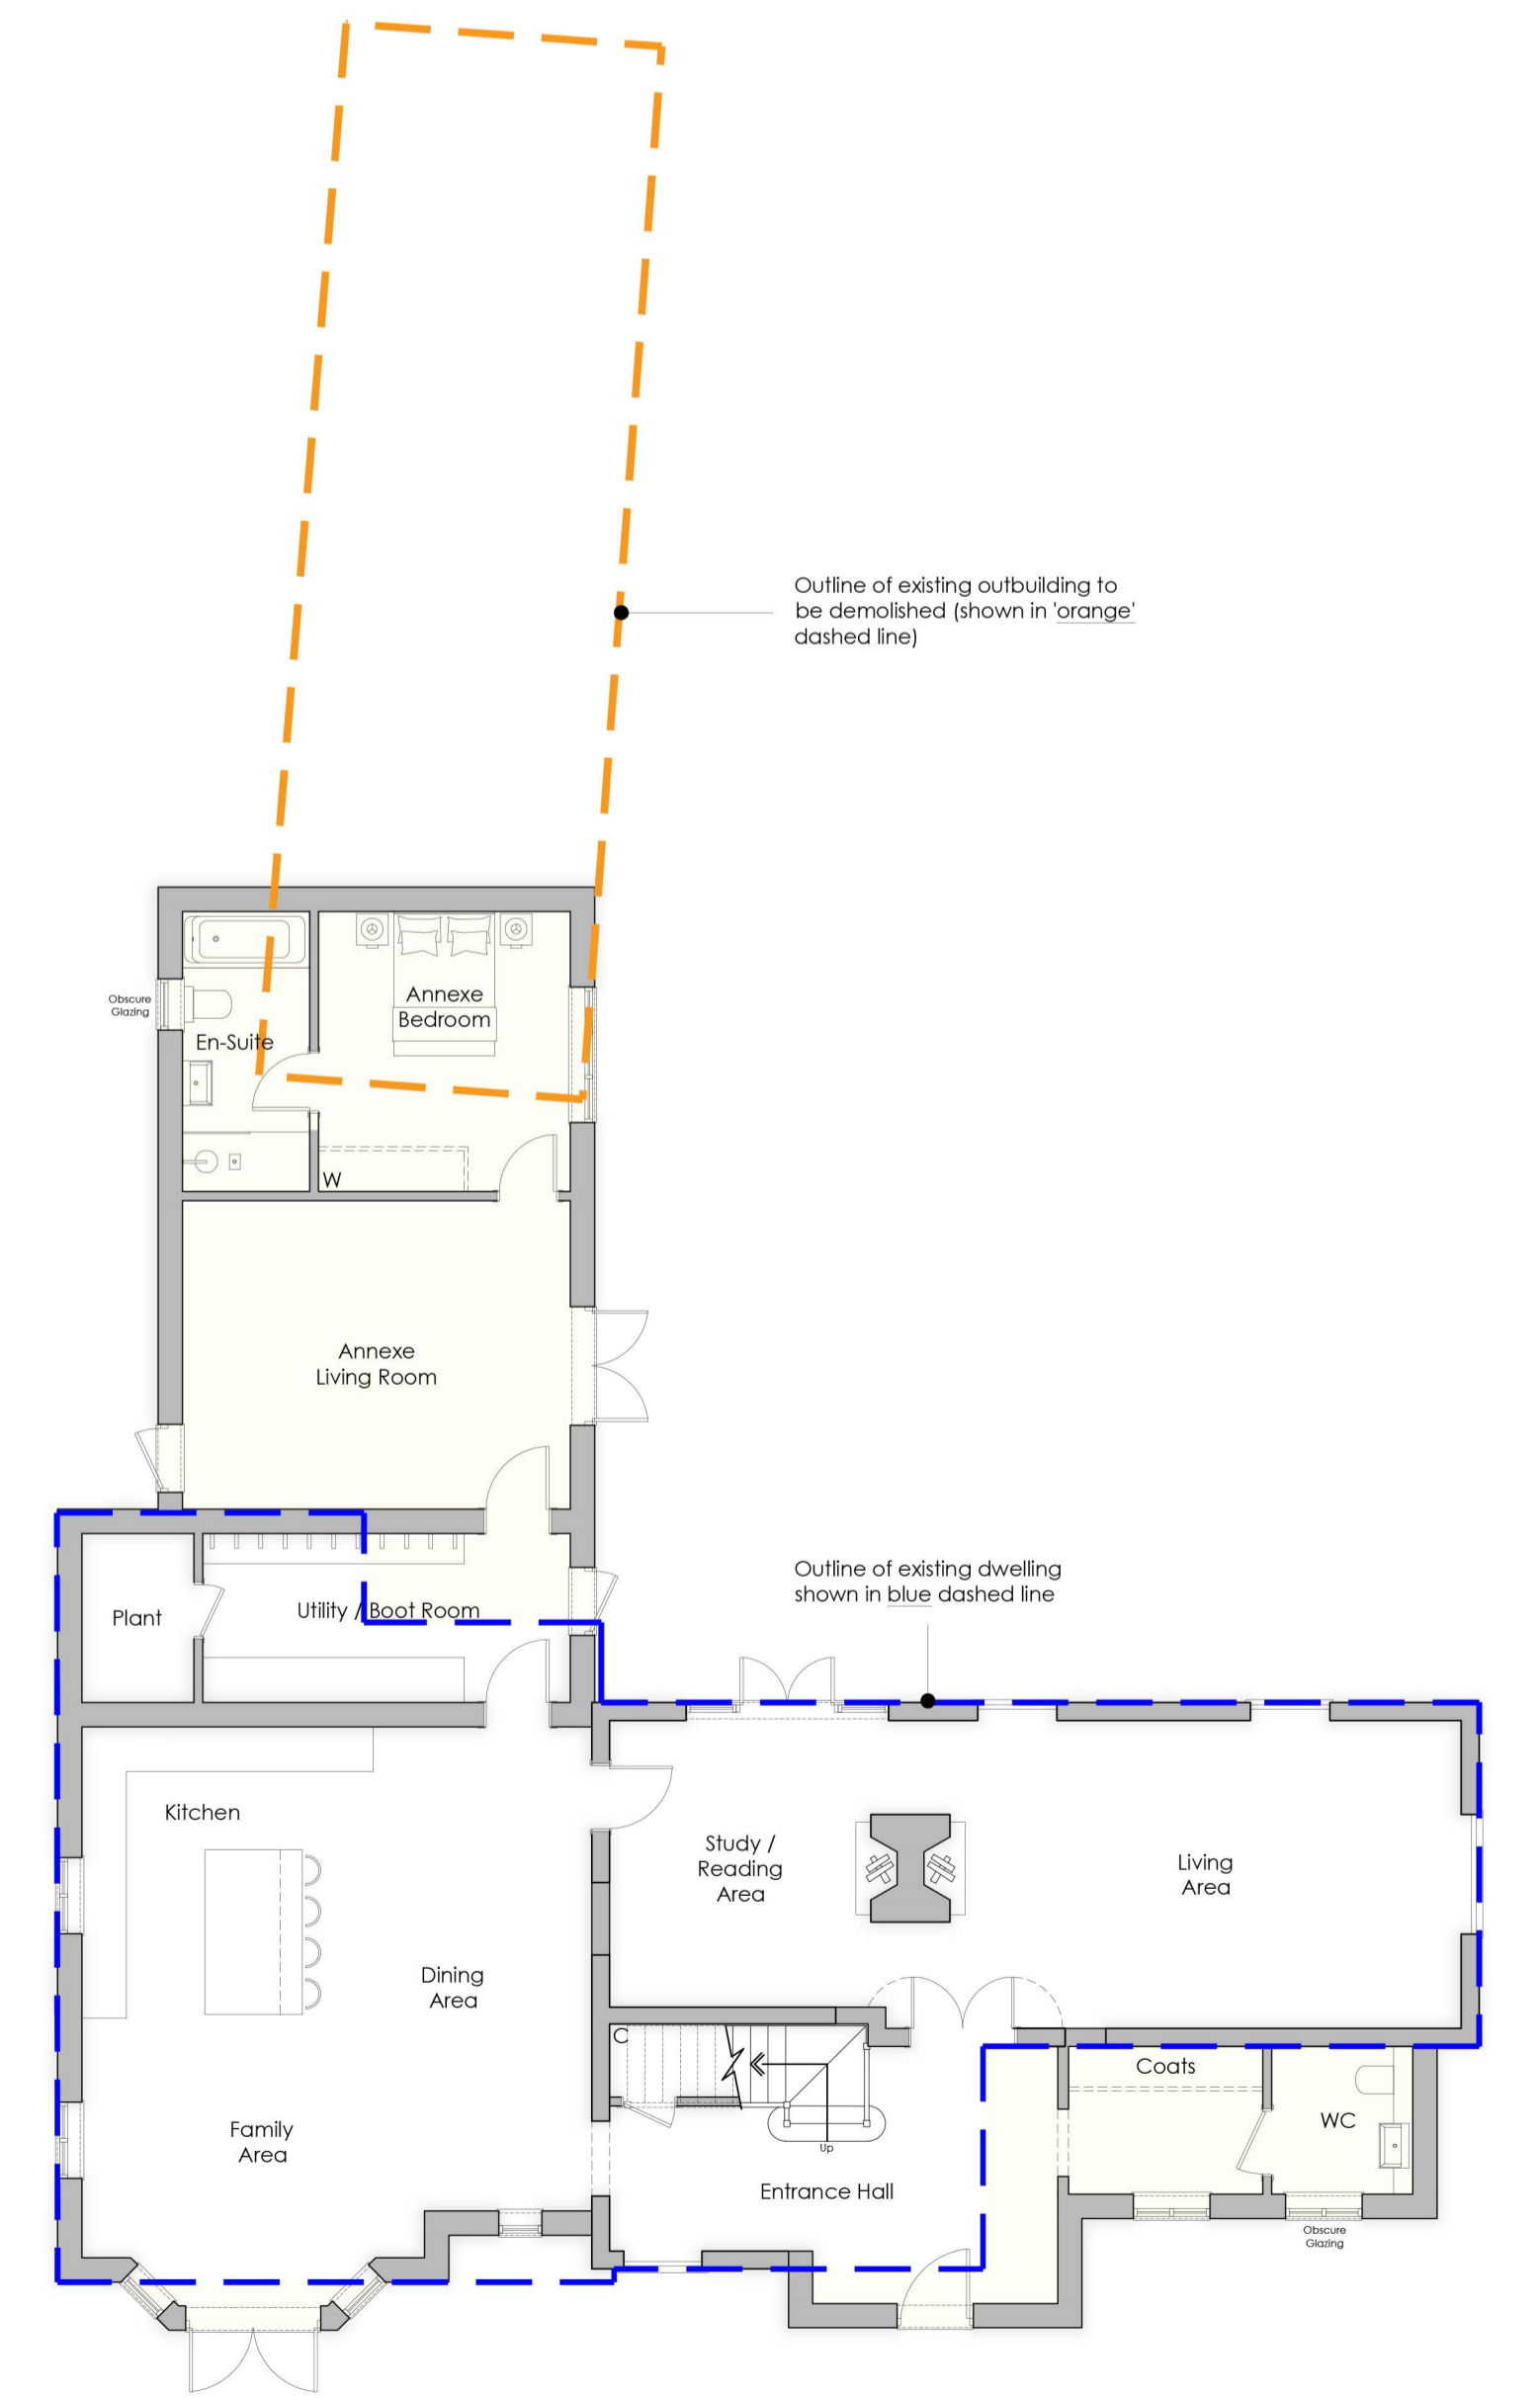 Outline of existing outbuilding to
be demolished (shown in 'orange'
dashed line)
Obscure
Glazing
En-Suite
Annexe
Bedroom
W
Annexe
Living Room
Outline of existing dwelling
shown in blue dashed line
Plant
Utility / Boot Room
Kitchen
Study /
Reading
Area
Living
Area
Dining
Area
C
Coats
WC
Family
Area
Up
Entrance Hall
Obscure
Glazing